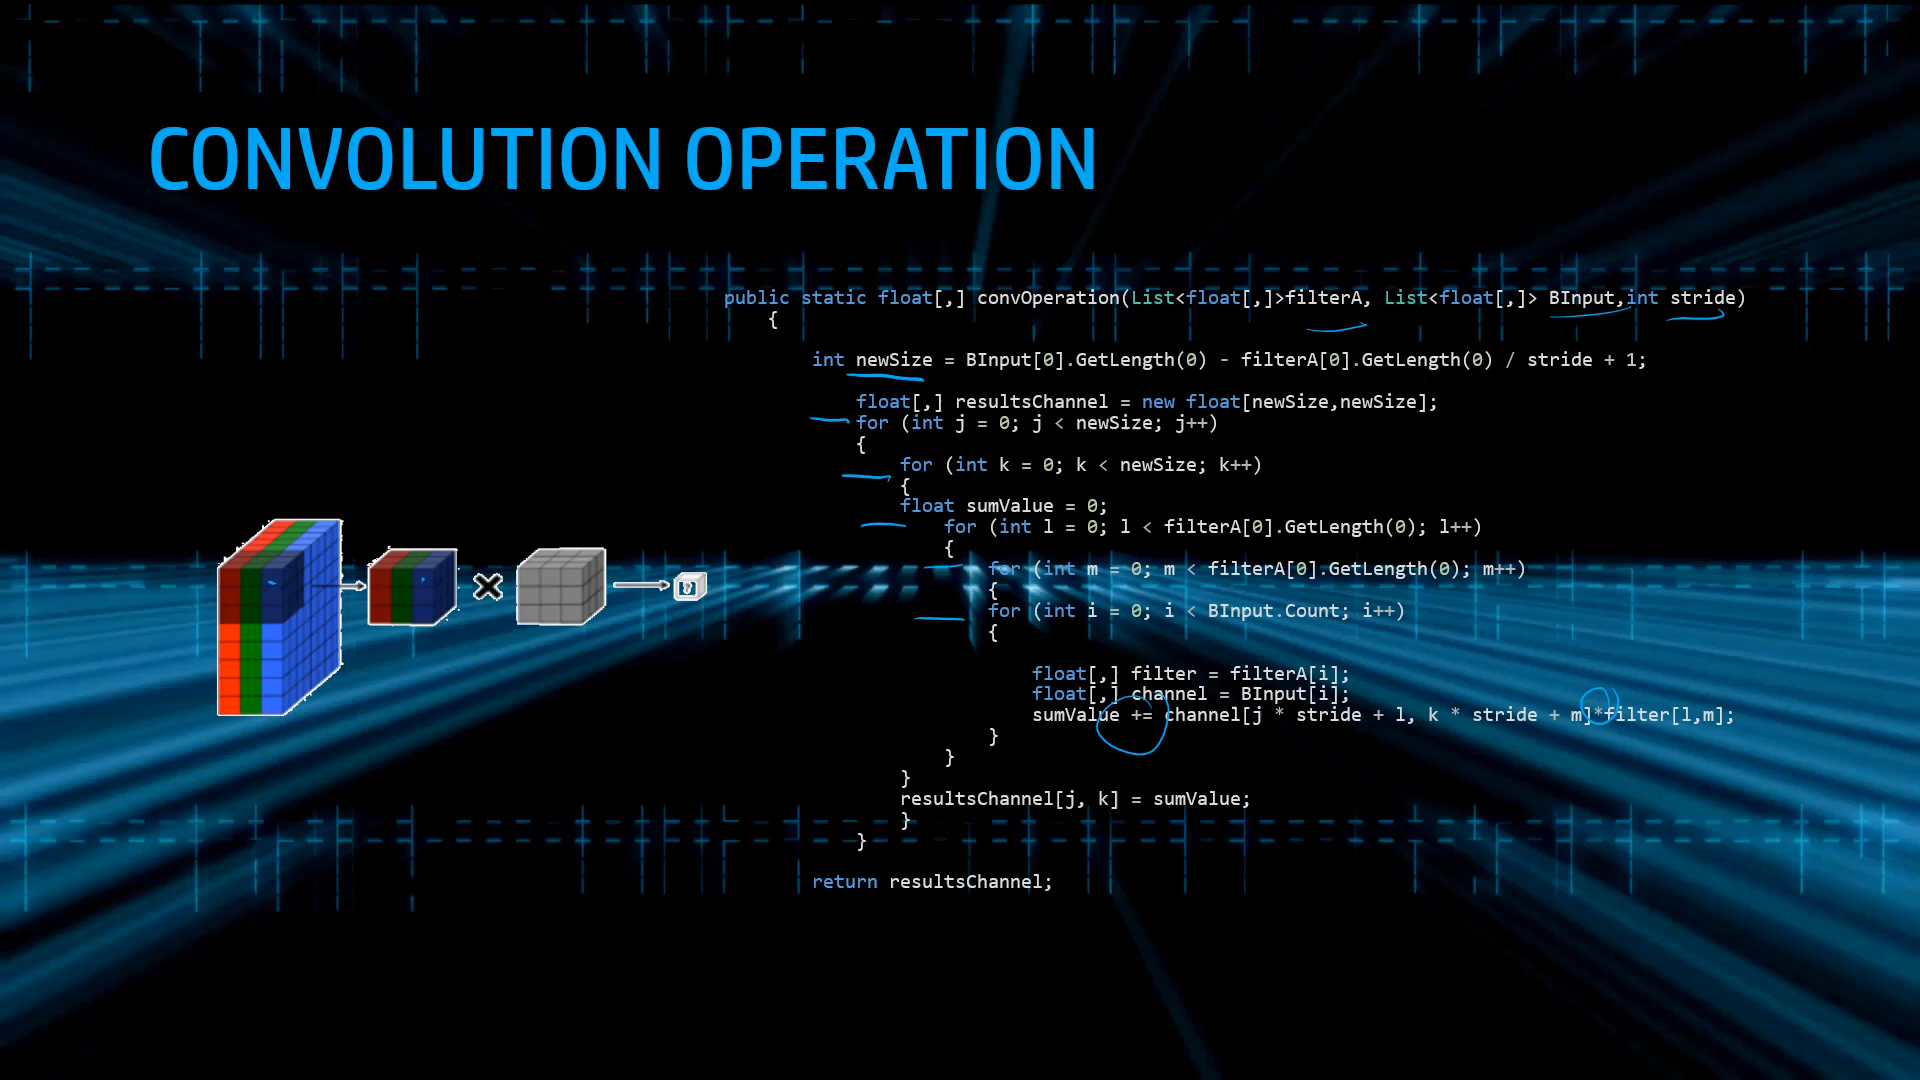 CONVOLUTION OPERATION
public static float[,] convOperation(List<float[,]>filterA, List<float[,]> BInput,int stride)
{
int newSize = BInput[0].GetLength(0) - filterA[0].GetLength(0) / stride + 1;
float[,] resultsChannel = new float[newSize,newSize];
for (int j = 0; j < newSize; j++)
{
for (int k = 0; k < newSize; k++)
{
float sumValue = 0;
for (int l = 0; l < filterA[0].GetLength(0); l++)
{
for (int m = 0; m < filterA[0].GetLength(0); m++)
{
for (int i = 0; i < BInput.Count; i++)
{
float[,] filter = filterA[i];
float[,] channel = BInput[i];
sumValue += channel[j * stride + l, k * stride + m]*filter[l,m];
}
}
}
resultsChannel[j, k] = sumValue;
}
}
return resultsChannel;